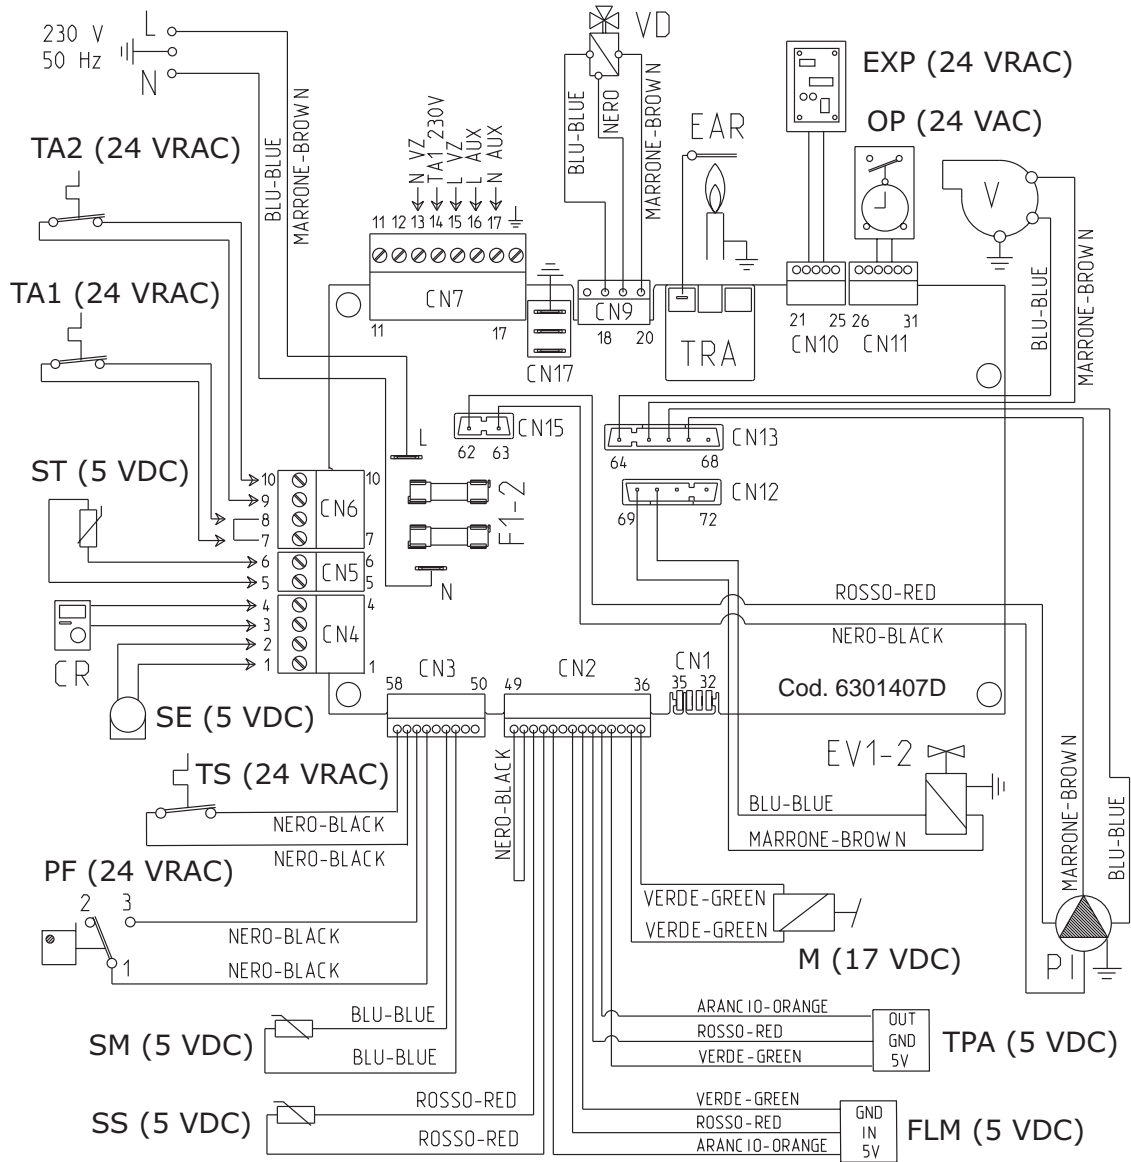 230 V
50 Hz
L
N
BLU-BLUE
MARRONE-BROWN
TA2 (24 VRAC)
TA1 (24 VRAC)
ST (5 VDC)
CR
SE (5 VDC)
N VZ
TA1 230V
L VZ
L AUX
N AUX
11 12 13 14 15 16 17
CN7
11 17
CN17
VD
BLU-BLUE
NERO
MARRONE-BROWN
CN9
18 20
EAR
TRA
EXP (24 VRAC)
OP (24 VAC)
21 25
CN10
26 31
CN11
V
BLU-BLUE
MARRONE-BROWN
CN15
62 63
CN13
64 68
CN12
69 72
L
F1-2
N
10
9
8
7
CN6
10
7
6
5
CN5
6
5
4
3
2
1
CN4
4
1
ROSSO-RED
NERO-BLACK
58 CN3 50
49 CN2 36
CN1
35 32
Cod. 6301407D
TS (24 VRAC)
NERO-BLACK
NERO-BLACK
NERO-BLACK
PF (24 VRAC)
2 3
1
NERO-BLACK
NERO-BLACK
SM (5 VDC)
BLU-BLUE
BLU-BLUE
SS (5 VDC)
ROSSO-RED
ROSSO-RED
EV1-2
BLU-BLUE
MARRONE-BROWN
VERDE-GREEN
VERDE-GREEN
M (17 VDC)
MARRONE-BROWN
BLU-BLUE
PI
ARANCIO-ORANGE
ROSSO-RED
VERDE-GREEN
OUT
GND
5V
TPA (5 VDC)
VERDE-GREEN
ROSSO-RED
ARANCIO-ORANGE
GND
IN
5V
FLM (5 VDC)